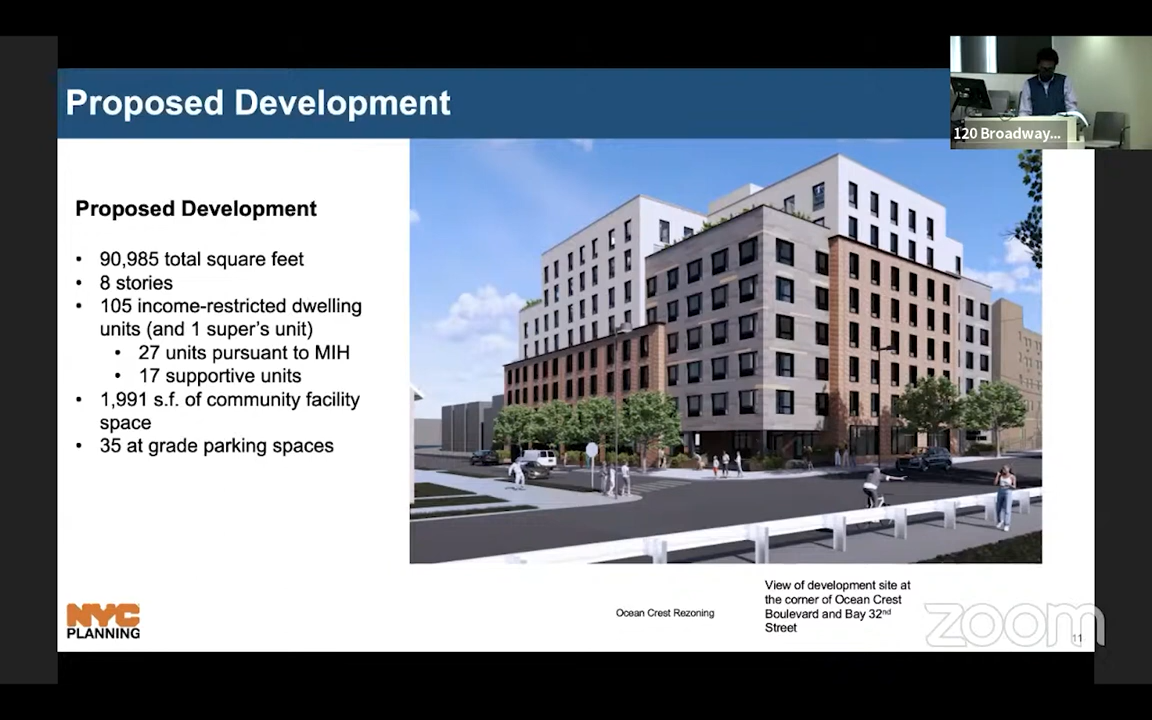 Proposed Development
120 Broadway...
Proposed Development
• 90,985 total square feet
• 8 stories
• 105 income-restricted dwelling
units (and 1 super's unit)
• 27 units pursuant to MIH
• 17 supportive units
• 1,991 s.f. of community facility
space
• 35 at grade parking spaces
NYC
PLANNING
Ocean Crest Rezoning
View of development site at
the corner of Ocean Crest
Boulevard and Bay 32nd
Street
zoom
11